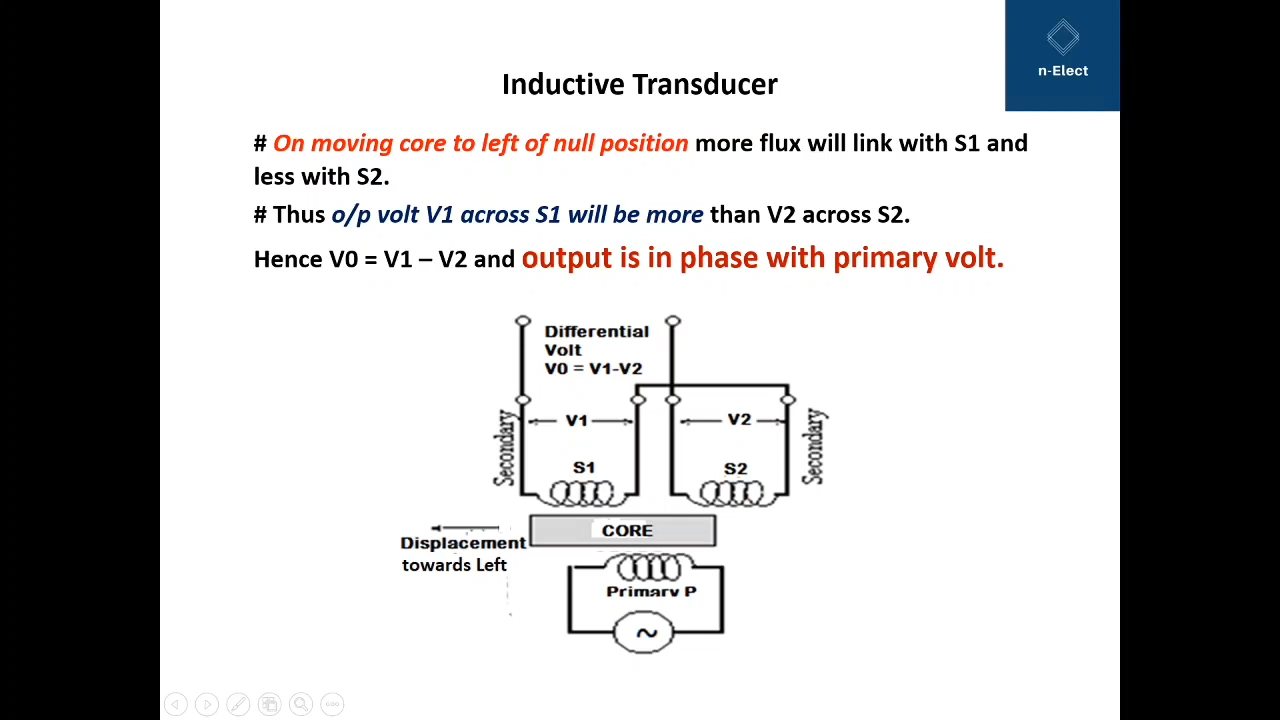 n-Elect
Inductive Transducer
# On moving core to left of null position more flux will link with S1 and
less with S2.
# Thus o/p volt V1 across S1 will be more than V2 across S2.
Hence V0 = V1 – V2 and output is in phase with primary volt.
Differential
Volt
V0 = V1-V2
Secondary
V1
V2
Secondary
S1
S2
CORE
Displacement
towards Left
Primary P
~